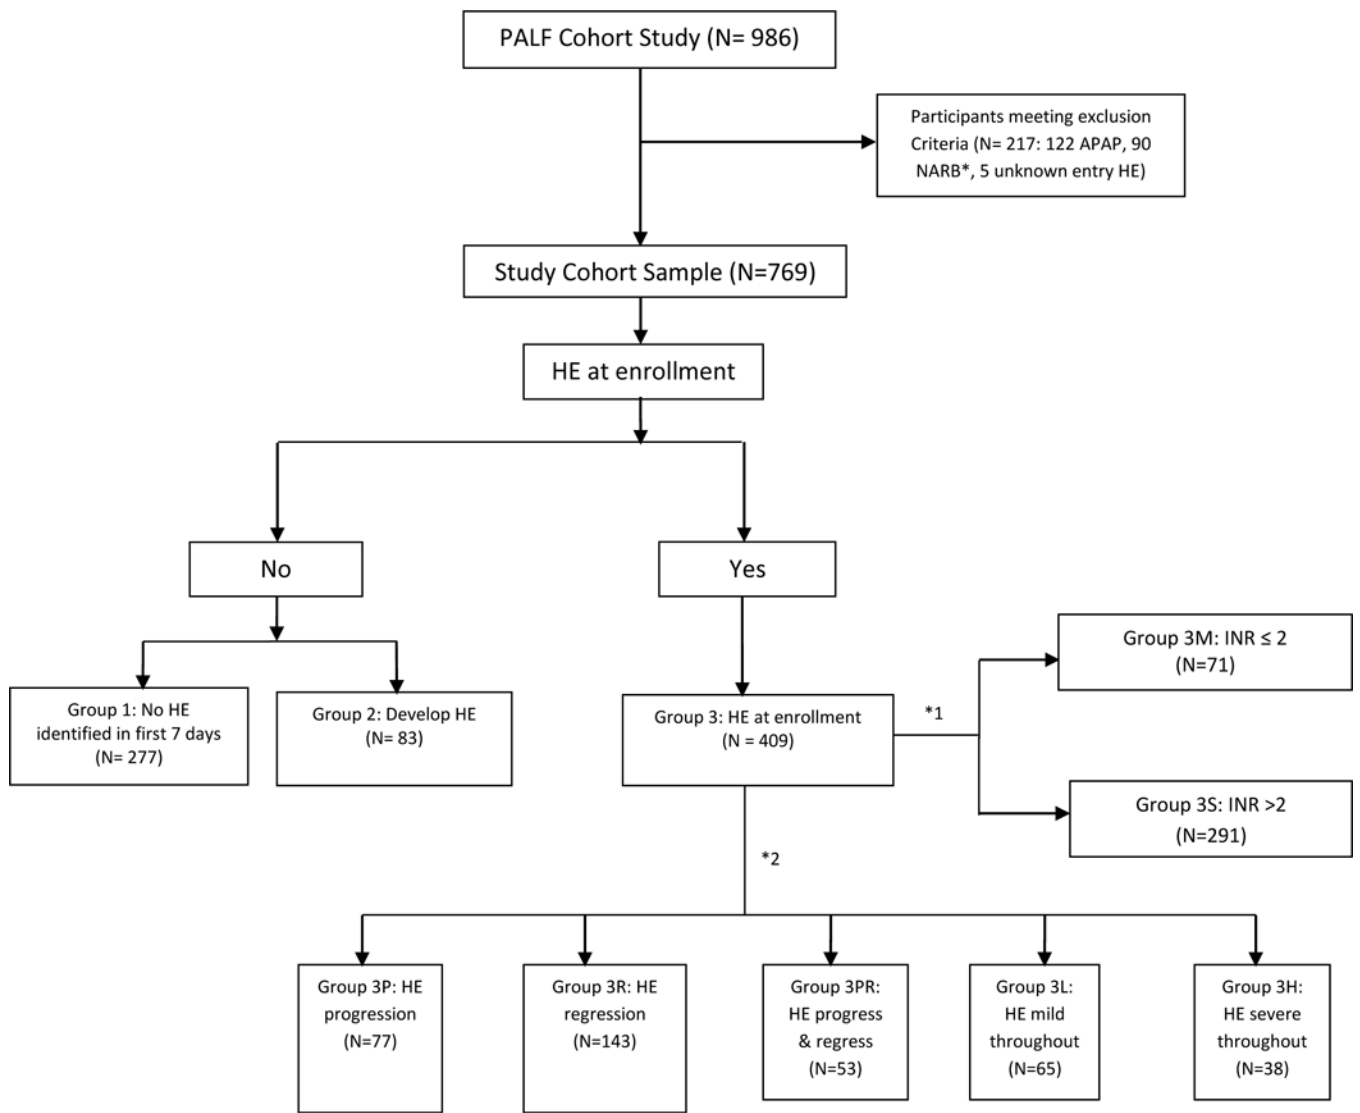 PALF Cohort Study (N= 986)
Participants meeting exclusion
Criteria (N= 217: 122 APAP, 90
NARB*, 5 unknown entry HE)
Study Cohort Sample (N=769)
HE at enrollment
No
Yes
Group 1: No HE
identified in first 7 days
(N= 277)
Group 2: Develop HE
(N= 83)
Group 3: HE at enrollment
(N = 409)
*1
Group 3M: INR ≤ 2
(N=71)
Group 3S: INR >2
(N=291)
*2
Group 3P: HE
progression
(N=77)
Group 3R: HE
regression
(N=143)
Group 3PR:
HE progress
& regress
(N=53)
Group 3L:
HE mild
throughout
(N=65)
Group 3H:
HE severe
throughout
(N=38)